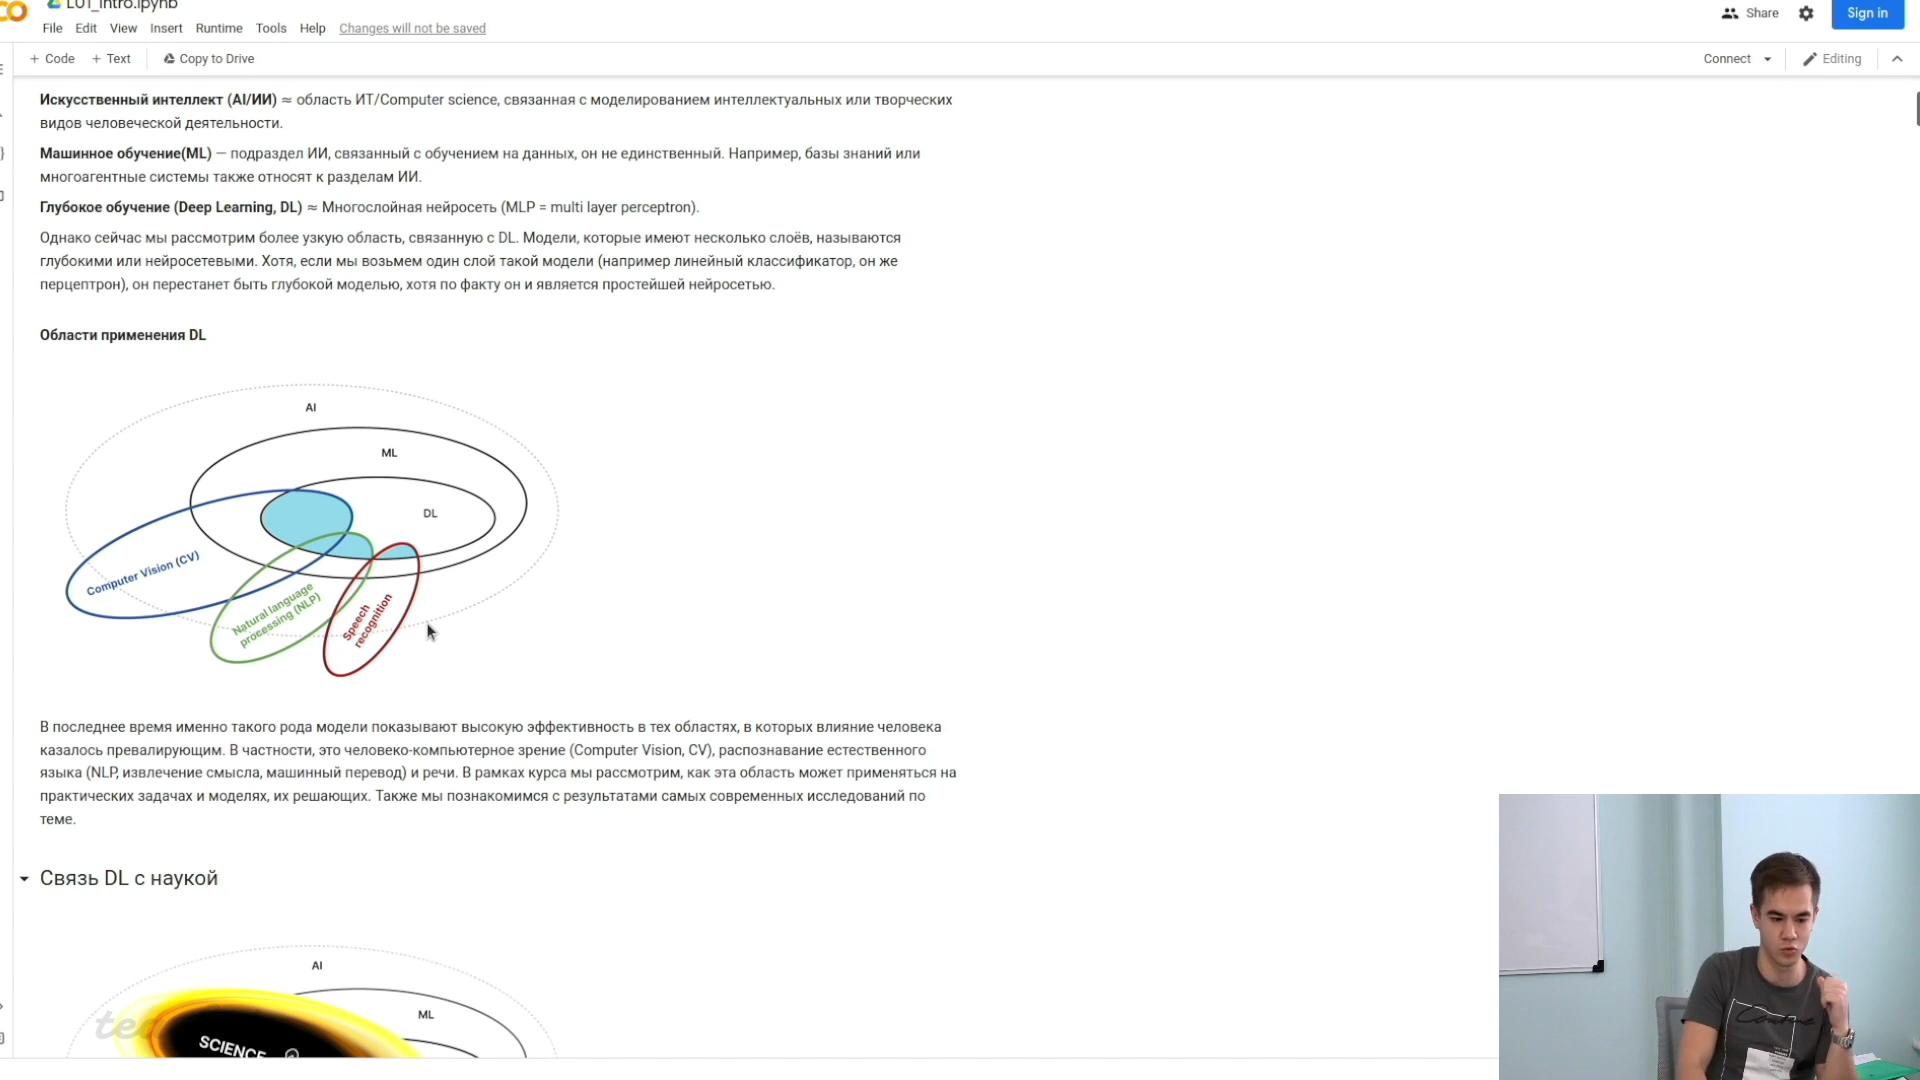 L01_Intro.ipynb
Share
Sign in
File Edit View Insert Runtime Tools Help Changes will not be saved
+ Code + Text Copy to Drive
Connect Editing
Искусственный интеллект (AI/ИИ) ≈ область ИТ/Computer science, связанная с моделированием интеллектуальных или творческих
видов человеческой деятельности.
Машинное обучение(ML) — подраздел ИИ, связанный с обучением на данных, он не единственный. Например, базы знаний или
многоагентные системы также относят к разделам ИИ.
Глубокое обучение (Deep Learning, DL) ≈ Многослойная нейросеть (MLP = multi layer perceptron).
Однако сейчас мы рассмотрим более узкую область, связанную с DL. Модели, которые имеют несколько слоёв, называются
глубокими или нейросетевыми. Хотя, если мы возьмем один слой такой модели (например линейный классификатор, он же
перцептрон), он перестанет быть глубокой моделью, хотя по факту он и является простейшей нейросетью.
Области применения DL
AI
ML
DL
Computer Vision (CV)
Natural language
processing (NLP)
Speech
recognition
В последнее время именно такого рода модели показывают высокую эффективность в тех областях, в которых влияние человека
казалось превалирующим. В частности, это человеко-компьютерное зрение (Computer Vision, CV), распознавание естественного
языка (NLP, извлечение смысла, машинный перевод) и речи. В рамках курса мы рассмотрим, как эта область может применяться на
практических задачах и моделях, их решающих. Также мы познакомимся с результатами самых современных исследований по
теме.
Связь DL с наукой
AI
ML
SCIENCE